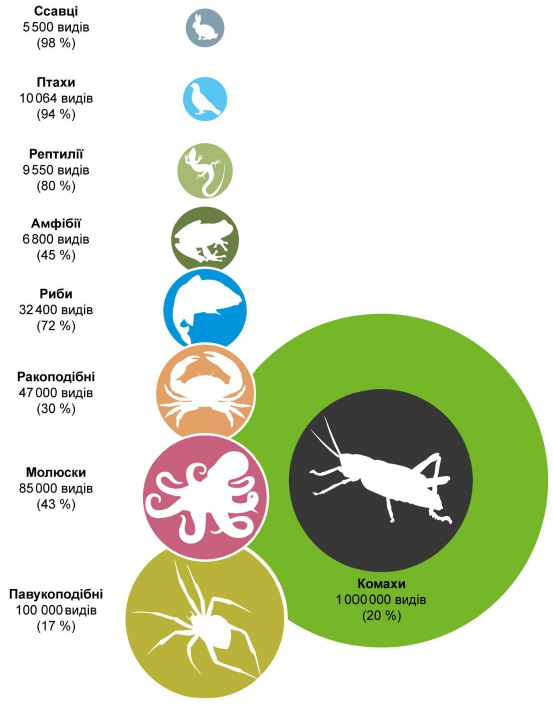 Ссавці
5 500 видів
(98 %)
Птахи
10 064 видів
(94 %)
Рептилії
9 550 видів
(80 %)
Амфібії
6 800 видів
(45 %)
Риби
32 400 видів
(72 %)
Ракоподібні
47 000 видів
(30 %)
Молюски
85 000 видів
(43 %)
Павукоподібні
100 000 видів
(17 %)
Комахи
1 000 000 видів
(20 %)